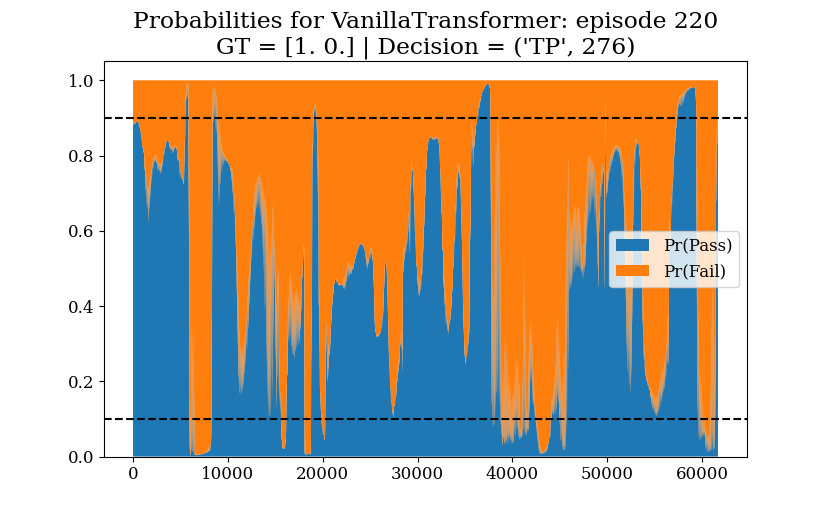 Probabilities for VanillaTransformer: episode 220
GT = [1. 0.] | Decision = ('TP', 276)
1.0
0.8
0.6
0.4
0.2
0.0
Pr(Pass)
Pr(Fail)
0 10000 20000 30000 40000 50000 60000